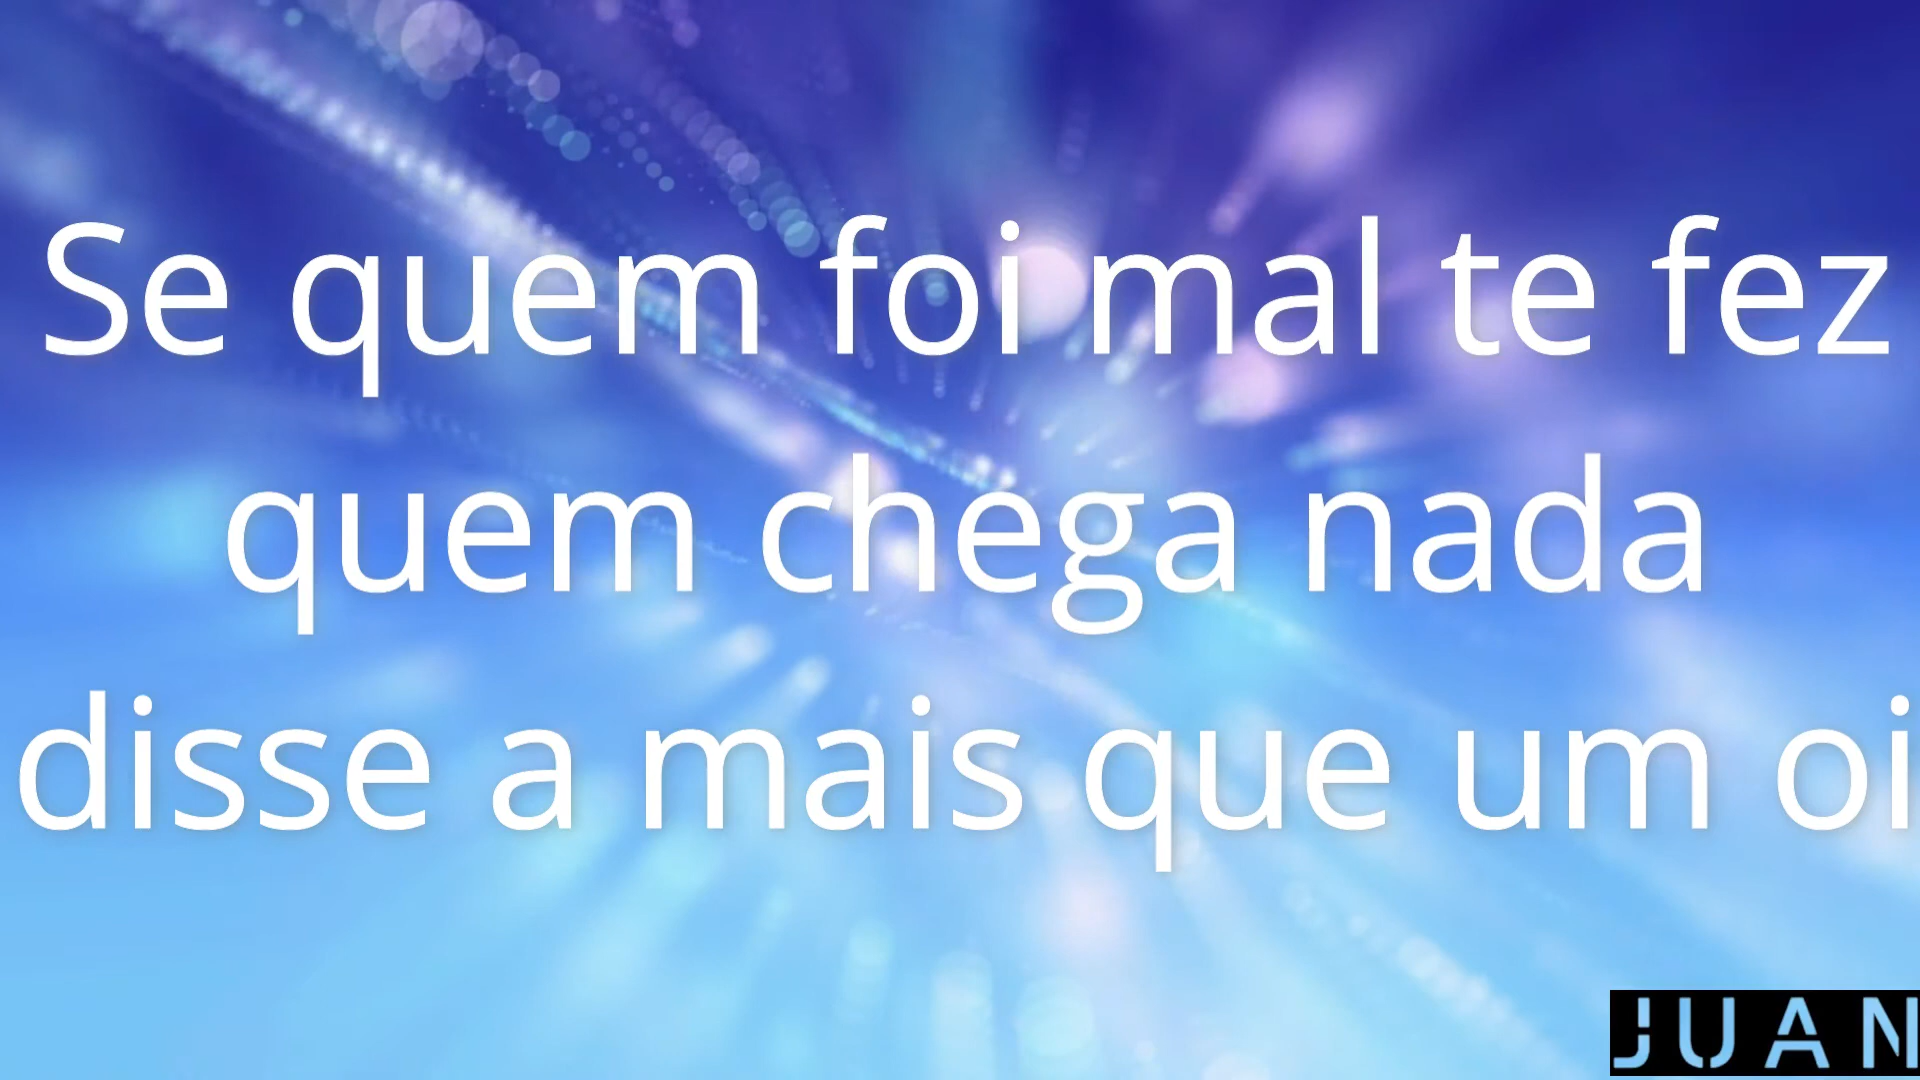 Se quem foi mal te fez
quem chega nada
disse a mais que um oi
JUAN